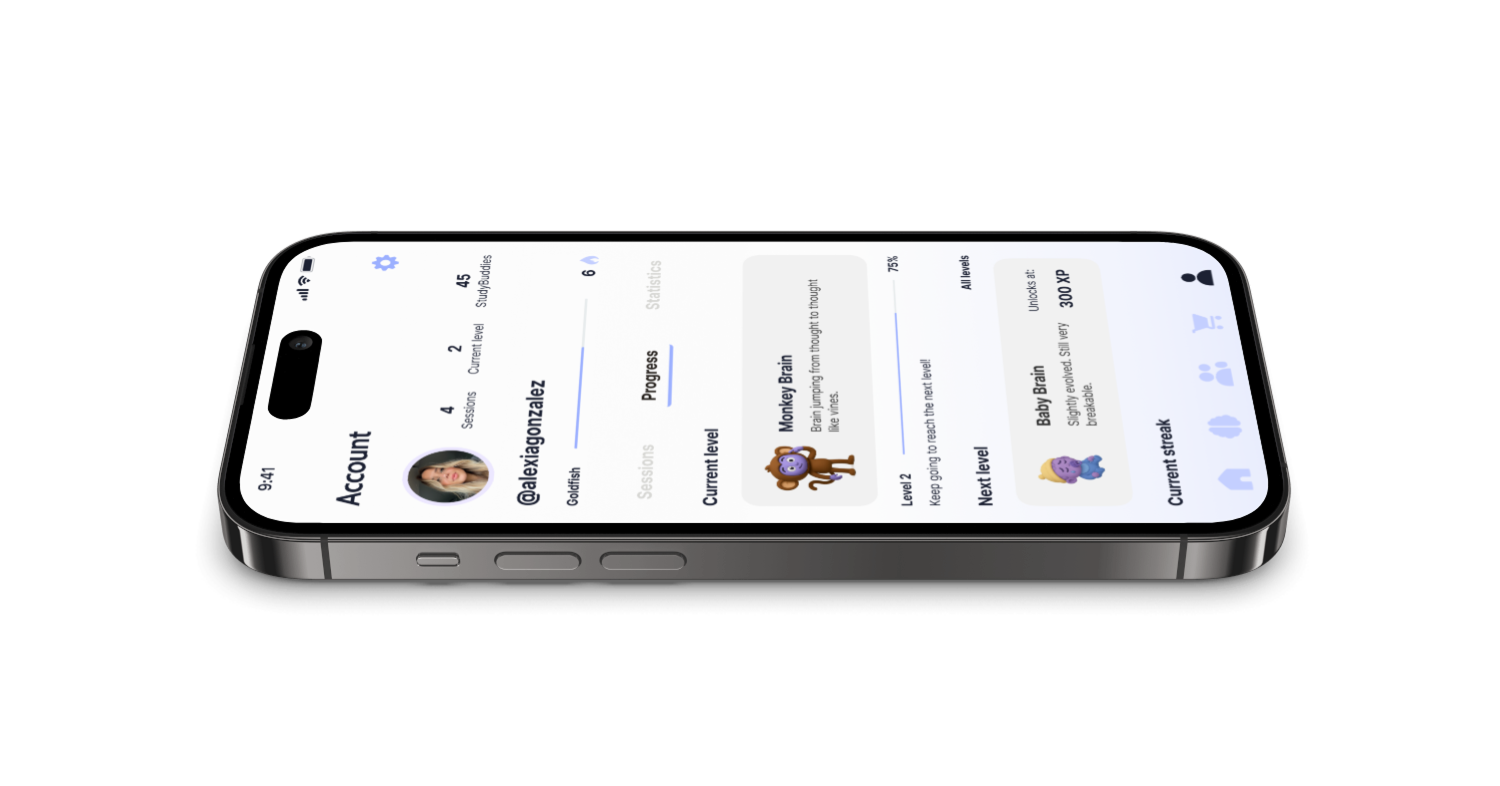 9:41
Account
4
Sessions
2
Current level
45
StudyBuddies
@alexiagonzalez
Goldfish
6
Sessions
Progress
Statistics
Current level
Monkey Brain
Brain jumping from thought to thought
like vines.
Level 2
75%
Keep going to reach the next level!
Next level
All levels
Baby Brain
Slightly evolved. Still very
breakable.
Unlocks at:
300 XP
Current streak